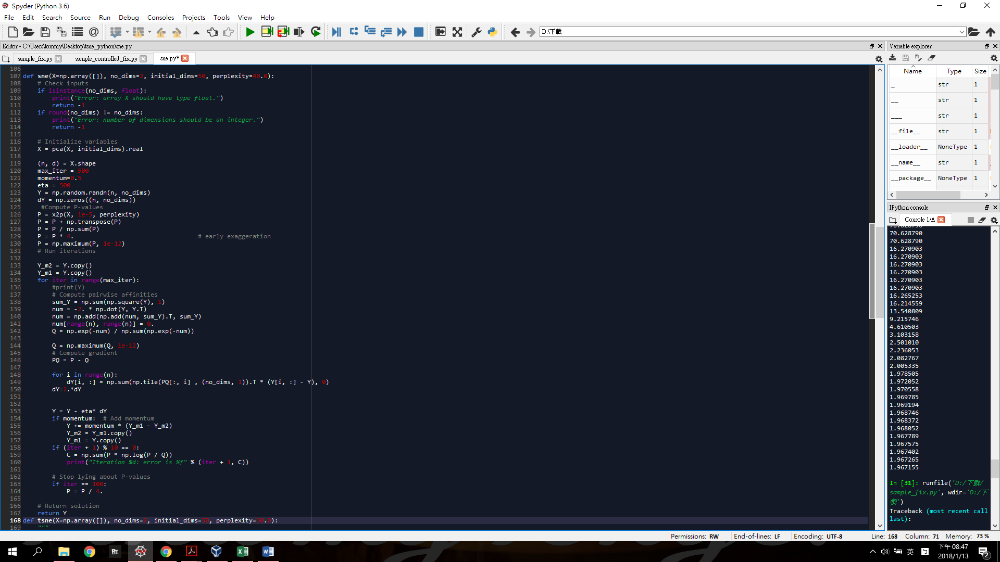 Spyder (Python 3.6)
File Edit Search Source Run Debug Consoles Projects Tools View Help
D:\下載
Editor - C:\Users\tommy\Desktop\tsne_python\sne.py
sample_fix.py sample_controlled_fix.py sne.py*
106
107 def sne(X=np.array([]), no_dims=2, initial_dims=50, perplexity=40.0):
108 # Check inputs
109 if isinstance(no_dims, float):
110 print("Error: array X should have type float.")
111 return -1
112 if round(no_dims) != no_dims:
113 print("Error: number of dimensions should be an integer.")
114 return -1
115
116 # Initialize variables
117 X = pca(X, initial_dims).real
118
119 (n, d) = X.shape
120 max_iter = 500
121 momentum=0.5
122 eta = 500
123 Y = np.random.randn(n, no_dims)
124 dY = np.zeros((n, no_dims))
125 #Compute P-values
126 P = x2p(X, 1e-5, perplexity)
127 P = P + np.transpose(P)
128 P = P / np.sum(P)
129 P = P * 4. # early exaggeration
130 P = np.maximum(P, 1e-12)
131 # Run iterations
132
133 Y_m2 = Y.copy()
134 Y_m1 = Y.copy()
135 for iter in range(max_iter):
136 #print(Y)
137 # Compute pairwise affinities
138 sum_Y = np.sum(np.square(Y), 1)
139 num = -2. * np.dot(Y, Y.T)
140 num = np.add(np.add(num, sum_Y).T, sum_Y)
141 num[range(n), range(n)] = 0.
142 Q = np.exp(-num) / np.sum(np.exp(-num))
143
144 Q = np.maximum(Q, 1e-12)
145 # Compute gradient
146 PQ = P - Q
147
148 for i in range(n):
149 dY[i, :] = np.sum(np.tile(PQ[:, i] , (no_dims, 1)).T * (Y[i, :] - Y), 0)
150 dY=2.*dY
151
152
153 Y = Y - eta* dY
154 if momentum: # Add momentum
155 Y += momentum * (Y_m1 - Y_m2)
156 Y_m2 = Y_m1.copy()
157 Y_m1 = Y.copy()
158 if (iter + 1) % 10 == 0:
159 C = np.sum(P * np.log(P / Q))
160 print("Iteration %d: error is %f" % (iter + 1, C))
161
162 # Stop lying about P-values
163 if iter == 100:
164 P = P / 4.
165
166 # Return solution
167 return Y
168 def tsne(X=np.array([]), no_dims=2, initial_dims=50, perplexity=30.0):
169 """
Variable explorer
Name Type Size
_ str 1
__ str 1
___ str 1
__file__ str 1
__loader__ NoneType 1
__name__ str 1
__package__ NoneType 1
IPython console
Console 1/A
70.628790
70.628790
70.628790
16.270903
16.270903
16.270903
16.270903
16.270903
16.270903
16.265253
16.214559
13.540809
9.215746
4.610503
3.103158
2.501010
2.236053
2.082767
2.005335
1.978505
1.972052
1.970558
1.969785
1.969194
1.968746
1.968372
1.968052
1.967789
1.967575
1.967402
1.967265
1.967155
In [31]: runfile('D:/下載/
sample_fix.py', wdir='D:/下
載')
Traceback (most recent call
last):
Permissions: RW End-of-lines: LF Encoding: UTF-8 Line: 168 Column: 71 Memory: 73 %
英
下午 08:47
2018/1/13
2